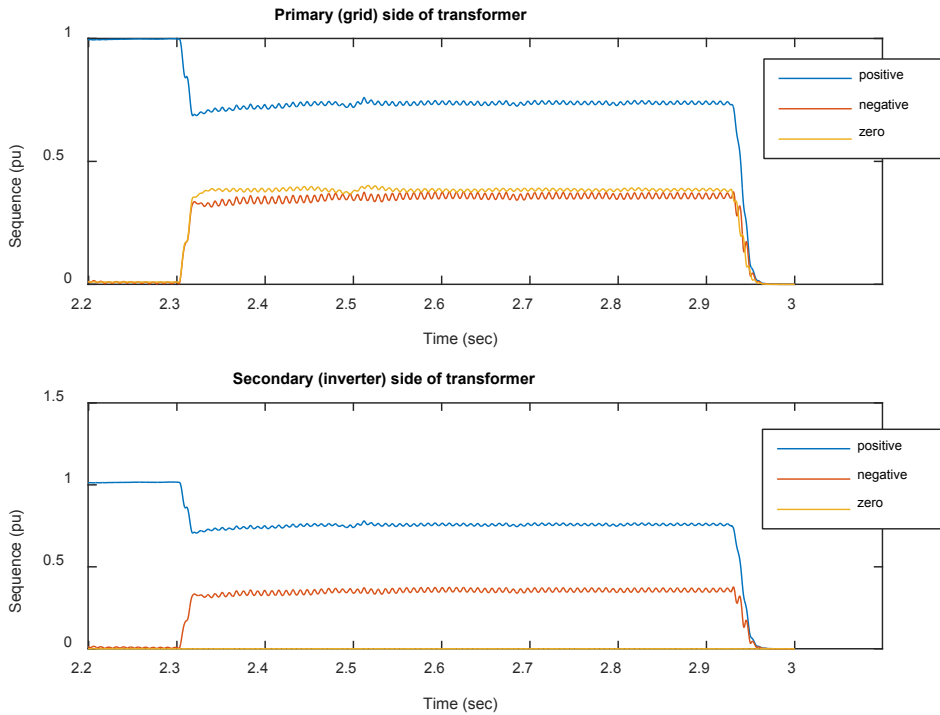 Primary (grid) side of transformer
1
0.5
0
Sequence (pu)
2.2 2.3 2.4 2.5 2.6 2.7 2.8 2.9 3
Time (sec)
positive
negative
zero
Secondary (inverter) side of transformer
1.5
1
0.5
0
Sequence (pu)
2.2 2.3 2.4 2.5 2.6 2.7 2.8 2.9 3
Time (sec)
positive
negative
zero